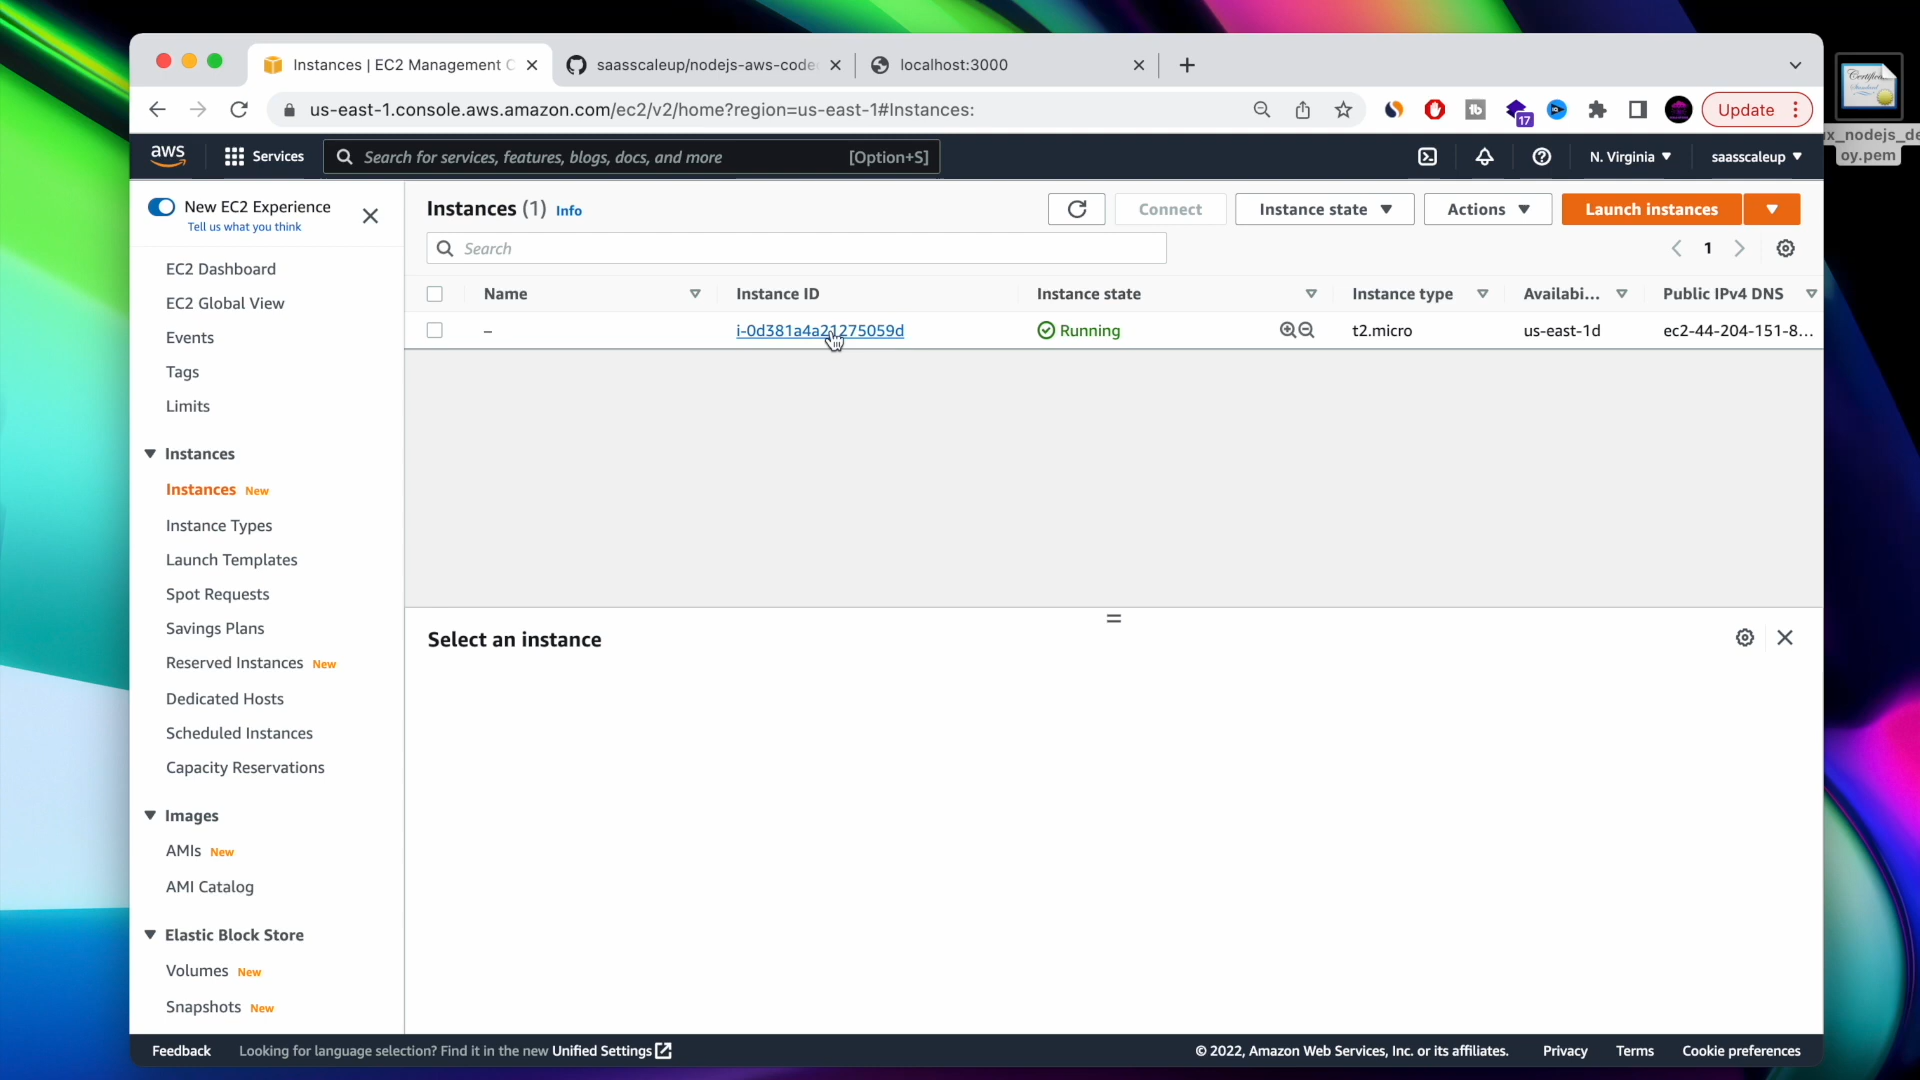 Instances | EC2 Management C
saasscaleup/nodejs-aws-code
localhost:3000
us-east-1.console.aws.amazon.com/ec2/v2/home?region=us-east-1#Instances:
tb
17
Update
x_nodejs_de
oy.pem
aws
Services
Search for services, features, blogs, docs, and more
[Option+S]
N. Virginia
saasscaleup
New EC2 Experience
Tell us what you think
EC2 Dashboard
EC2 Global View
Events
Tags
Limits
Instances
Instances New
Instance Types
Launch Templates
Spot Requests
Savings Plans
Reserved Instances New
Dedicated Hosts
Scheduled Instances
Capacity Reservations
Images
AMIs New
AMI Catalog
Elastic Block Store
Volumes New
Snapshots New
Instances (1) Info
Connect
Instance state
Actions
Launch instances
Search
1
Name
Instance ID
Instance state
Instance type
Availabi...
Public IPv4 DNS
–
i-0d381a4a21275059d
Running
t2.micro
us-east-1d
ec2-44-204-151-8...
Select an instance
Feedback
Looking for language selection? Find it in the new Unified Settings
© 2022, Amazon Web Services, Inc. or its affiliates.
Privacy
Terms
Cookie preferences